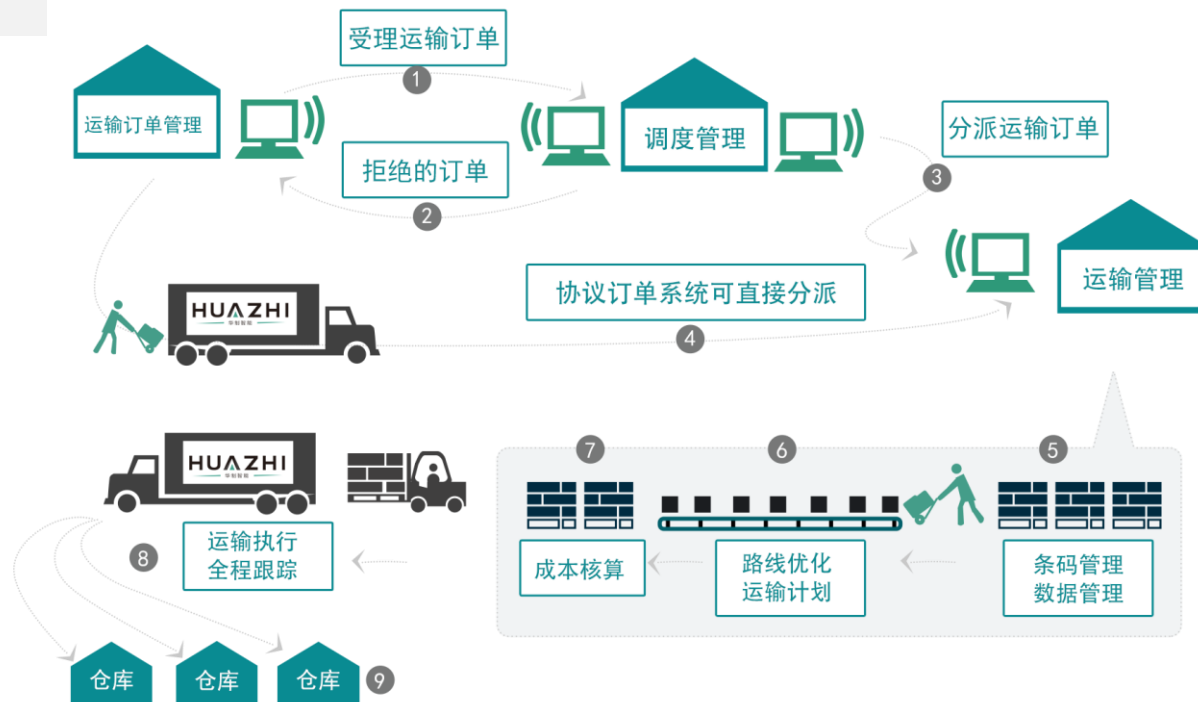 受理运输订单
1
运输订单管理
调度管理
分派运输订单
拒绝的订单
3
2
运输管理
协议订单系统可直接分派
HUAZHI
4
7
6
5
HUAZHI
运输执行
全程跟踪
8
成本核算
路线优化
运输计划
条码管理
数据管理
仓库
仓库
仓库
9